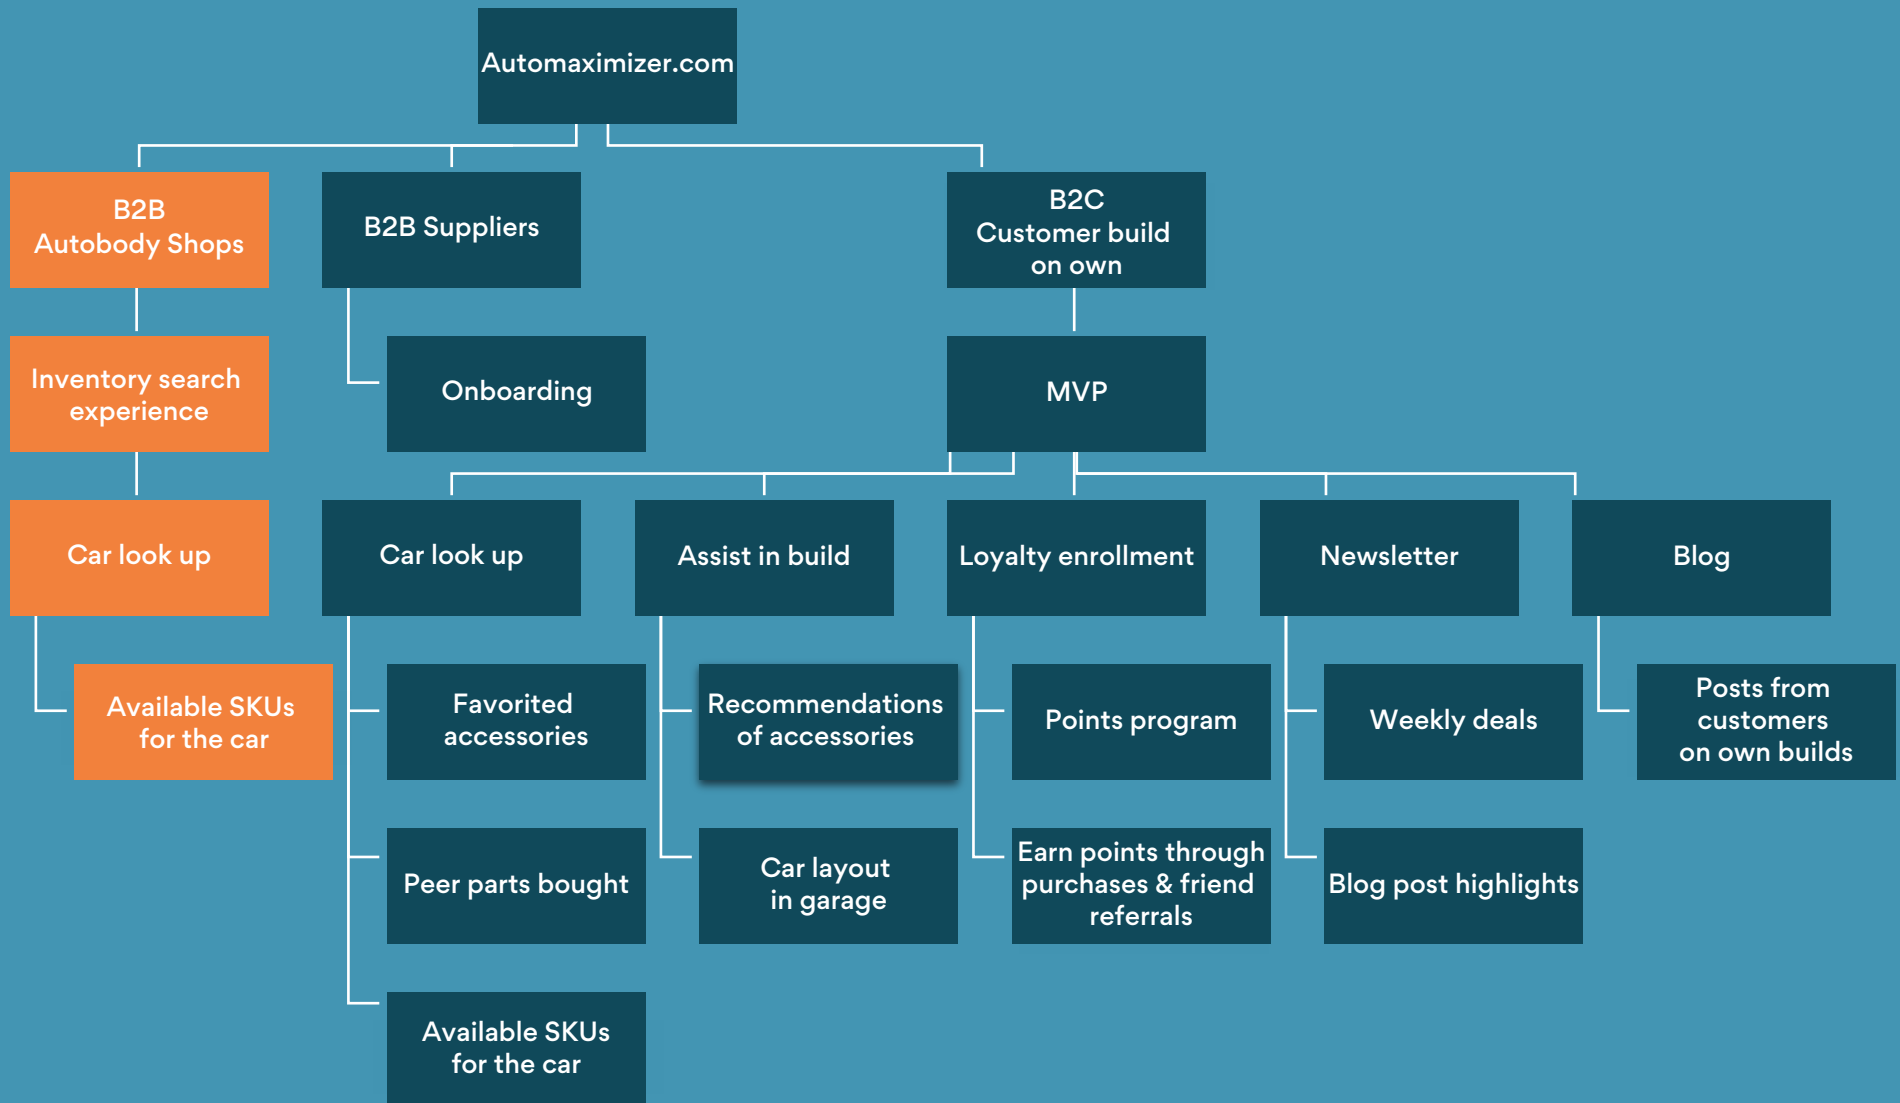 Automaximizer.com
B2B
Autobody Shops
B2B Suppliers
B2C
Customer build
on own
Inventory search
experience
Onboarding
MVP
Car look up
Car look up
Assist in build
Loyalty enrollment
Newsletter
Blog
Available SKUs
for the car
Favorited
accessories
Recommendations
of accessories
Points program
Weekly deals
Posts from
customers
on own builds
Peer parts bought
Car layout
in garage
Earn points through
purchases & friend
referrals
Blog post highlights
Available SKUs
for the car